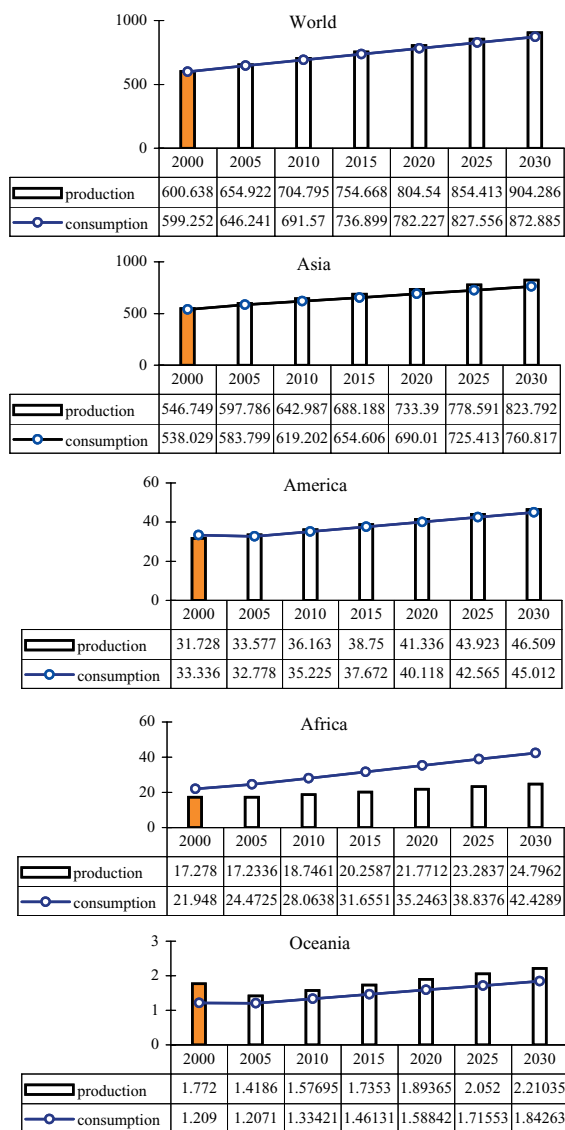 World
1000
500
0
2000 2005 2010 2015 2020 2025 2030
production 600.638 654.922 704.795 754.668 804.54 854.413 904.286
consumption 599.252 646.241 691.57 736.899 782.227 827.556 872.885
Asia
1000
500
0
2000 2005 2010 2015 2020 2025 2030
production 546.749 597.786 642.987 688.188 733.39 778.591 823.792
consumption 538.029 583.799 619.202 654.606 690.01 725.413 760.817
America
60
40
20
0
2000 2005 2010 2015 2020 2025 2030
production 31.728 33.577 36.163 38.75 41.336 43.923 46.509
consumption 33.336 32.778 35.225 37.672 40.118 42.565 45.012
Africa
60
40
20
0
2000 2005 2010 2015 2020 2025 2030
production 17.278 17.2336 18.7461 20.2587 21.7712 23.2837 24.7962
consumption 21.948 24.4725 28.0638 31.6551 35.2463 38.8376 42.4289
Oceania
3
2
1
0
2000 2005 2010 2015 2020 2025 2030
production 1.772 1.4186 1.57695 1.7353 1.89365 2.052 2.21035
consumption 1.209 1.2071 1.33421 1.46131 1.58842 1.71553 1.84263